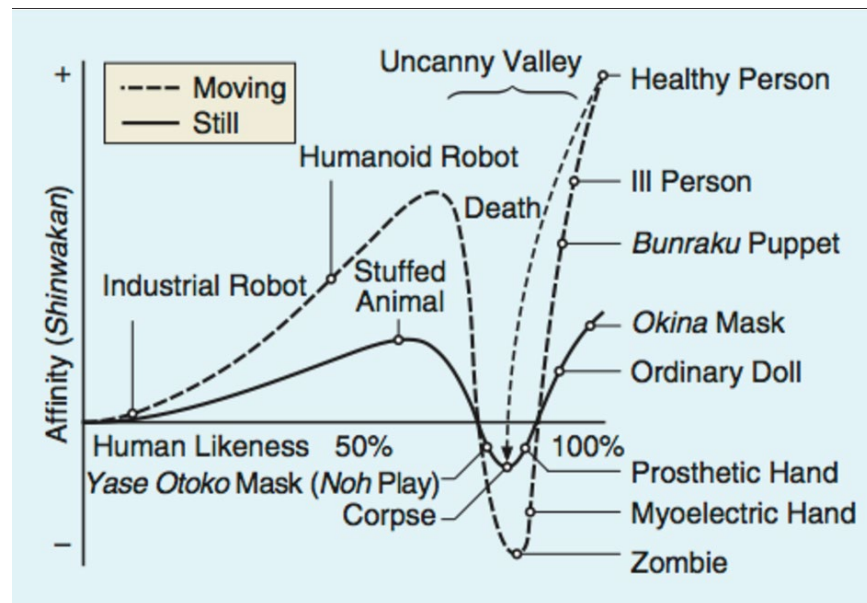 +
Moving
Still
Uncanny Valley
Healthy Person
Humanoid Robot
Ill Person
Death
Bunraku Puppet
Industrial Robot
Stuffed
Animal
Okina Mask
Ordinary Doll
Affinity (Shinwakan)
Human Likeness 50% 100%
Yase Otoko Mask (Noh Play)
Prosthetic Hand
Corpse
Myoelectric Hand
−
Zombie